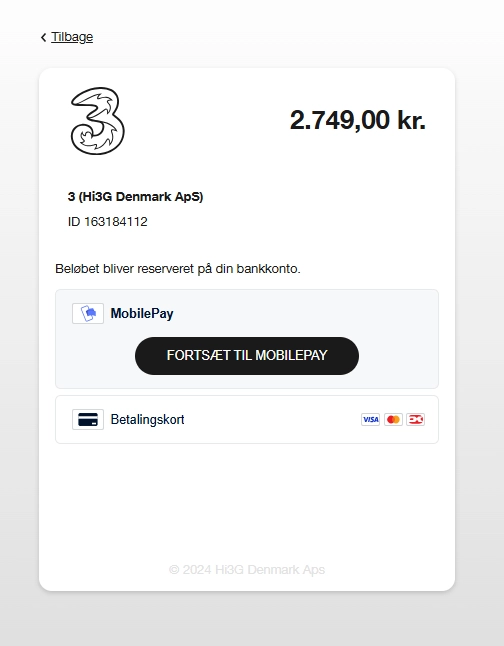 Tilbage
3
2.749,00 kr.
3 (Hi3G Denmark ApS)
ID 163184112
Beløbet bliver reserveret på din bankkonto.
MobilePay
FORTSÆT TIL MOBILEPAY
Betalingskort
VISA
© 2024 Hi3G Denmark Aps